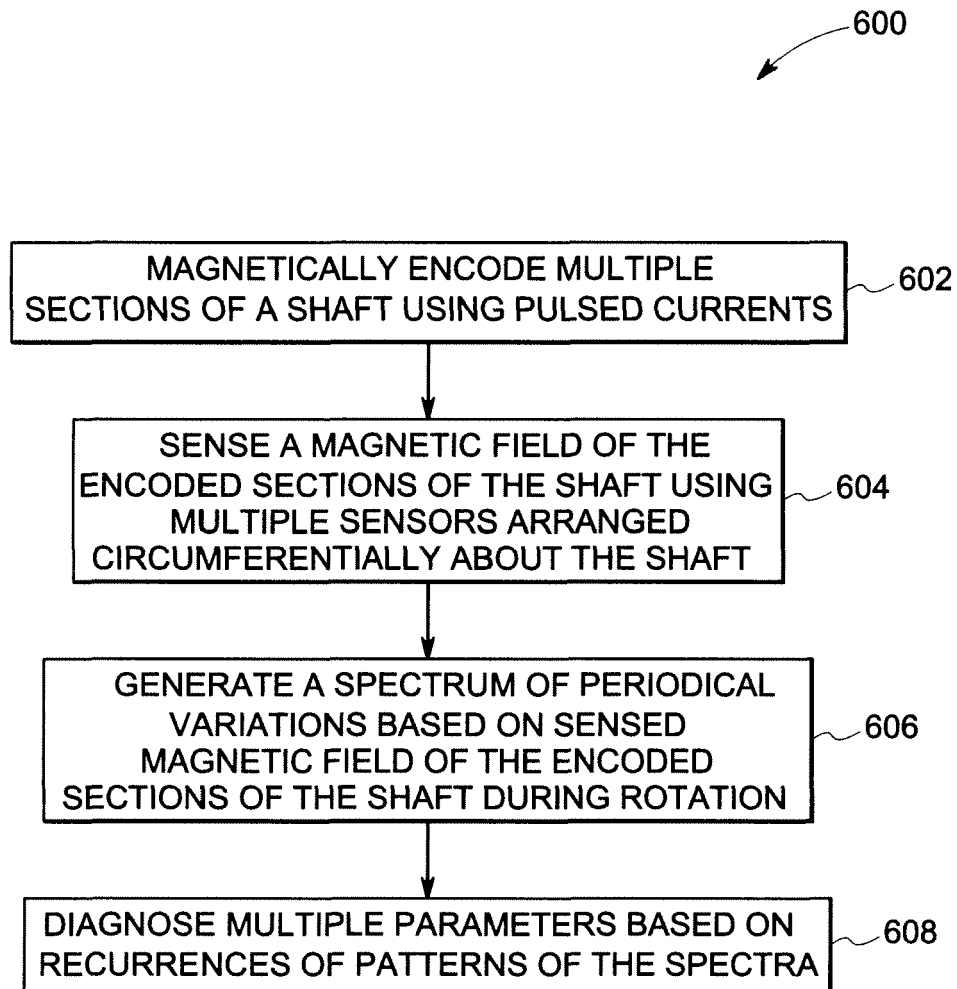 600
MAGNETICALLY ENCODE MULTIPLE
SECTIONS OF A SHAFT USING PULSED CURRENTS
602
SENSE A MAGNETIC FIELD OF THE
ENCODED SECTIONS OF THE SHAFT USING
MULTIPLE SENSORS ARRANGED
CIRCUMFERENTIALLY ABOUT THE SHAFT
604
GENERATE A SPECTRUM OF PERIODICAL
VARIATIONS BASED ON SENSED
MAGNETIC FIELD OF THE ENCODED
SECTIONS OF THE SHAFT DURING ROTATION
606
DIAGNOSE MULTIPLE PARAMETERS BASED ON
RECURRENCES OF PATTERNS OF THE SPECTRA
608